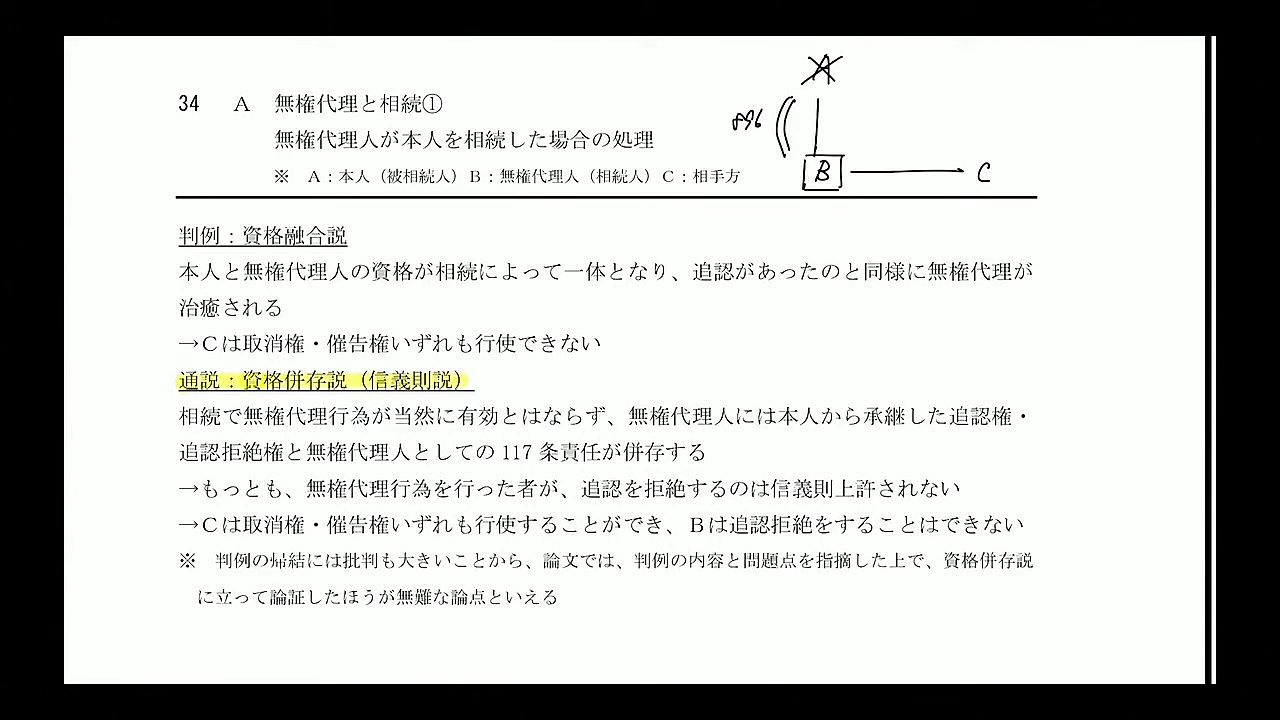 34 A 無権代理と相続①
無権代理人が本人を相続した場合の処理
※ A:本人(被相続人)B:無権代理人(相続人)C:相手方
A
896
B
C
判例:資格融合説
本人と無権代理人の資格が相続によって一体となり、追認があったのと同様に無権代理が
治癒される
→Cは取消権・催告権いずれも行使できない
通説:資格併存説(信義則説)
相続で無権代理行為が当然に有効とはならず、無権代理人には本人から承継した追認権・
追認拒絶権と無権代理人としての 117 条責任が併存する
→もっとも、無権代理行為を行った者が、追認を拒絶するのは信義則上許されない
→Cは取消権・催告権いずれも行使することができ、Bは追認拒絶をすることはできない
※ 判例の帰結には批判も大きいことから、論文では、判例の内容と問題点を指摘した上で、資格併存説
に立って論証したほうが無難な論点といえる